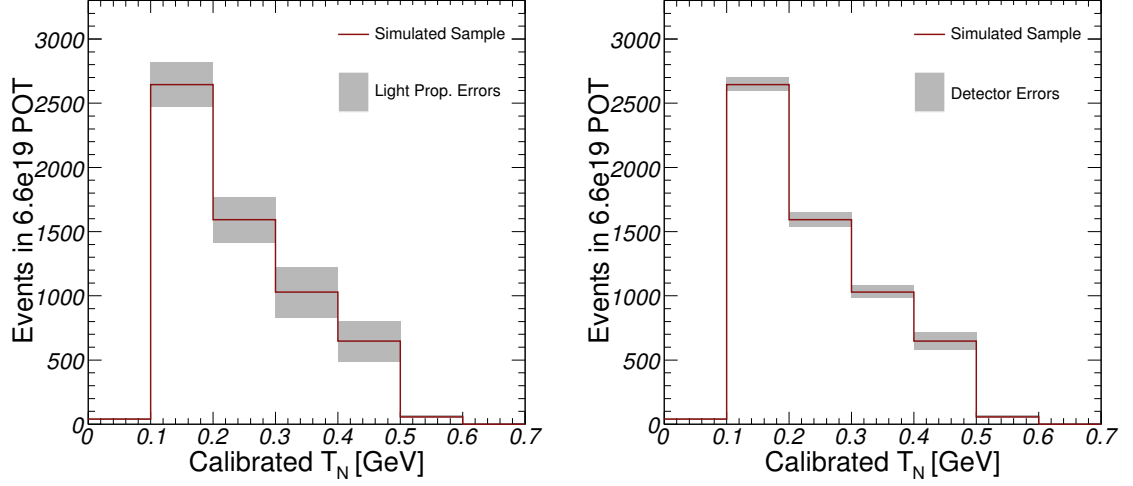 Events in 6.6e19 POT
3000
2500
2000
1500
1000
500
0
Simulated Sample
Light Prop. Errors
0 0.1 0.2 0.3 0.4 0.5 0.6 0.7
Calibrated T_N [GeV]
Events in 6.6e19 POT
3000
2500
2000
1500
1000
500
0
Simulated Sample
Detector Errors
0 0.1 0.2 0.3 0.4 0.5 0.6 0.7
Calibrated T_N [GeV]